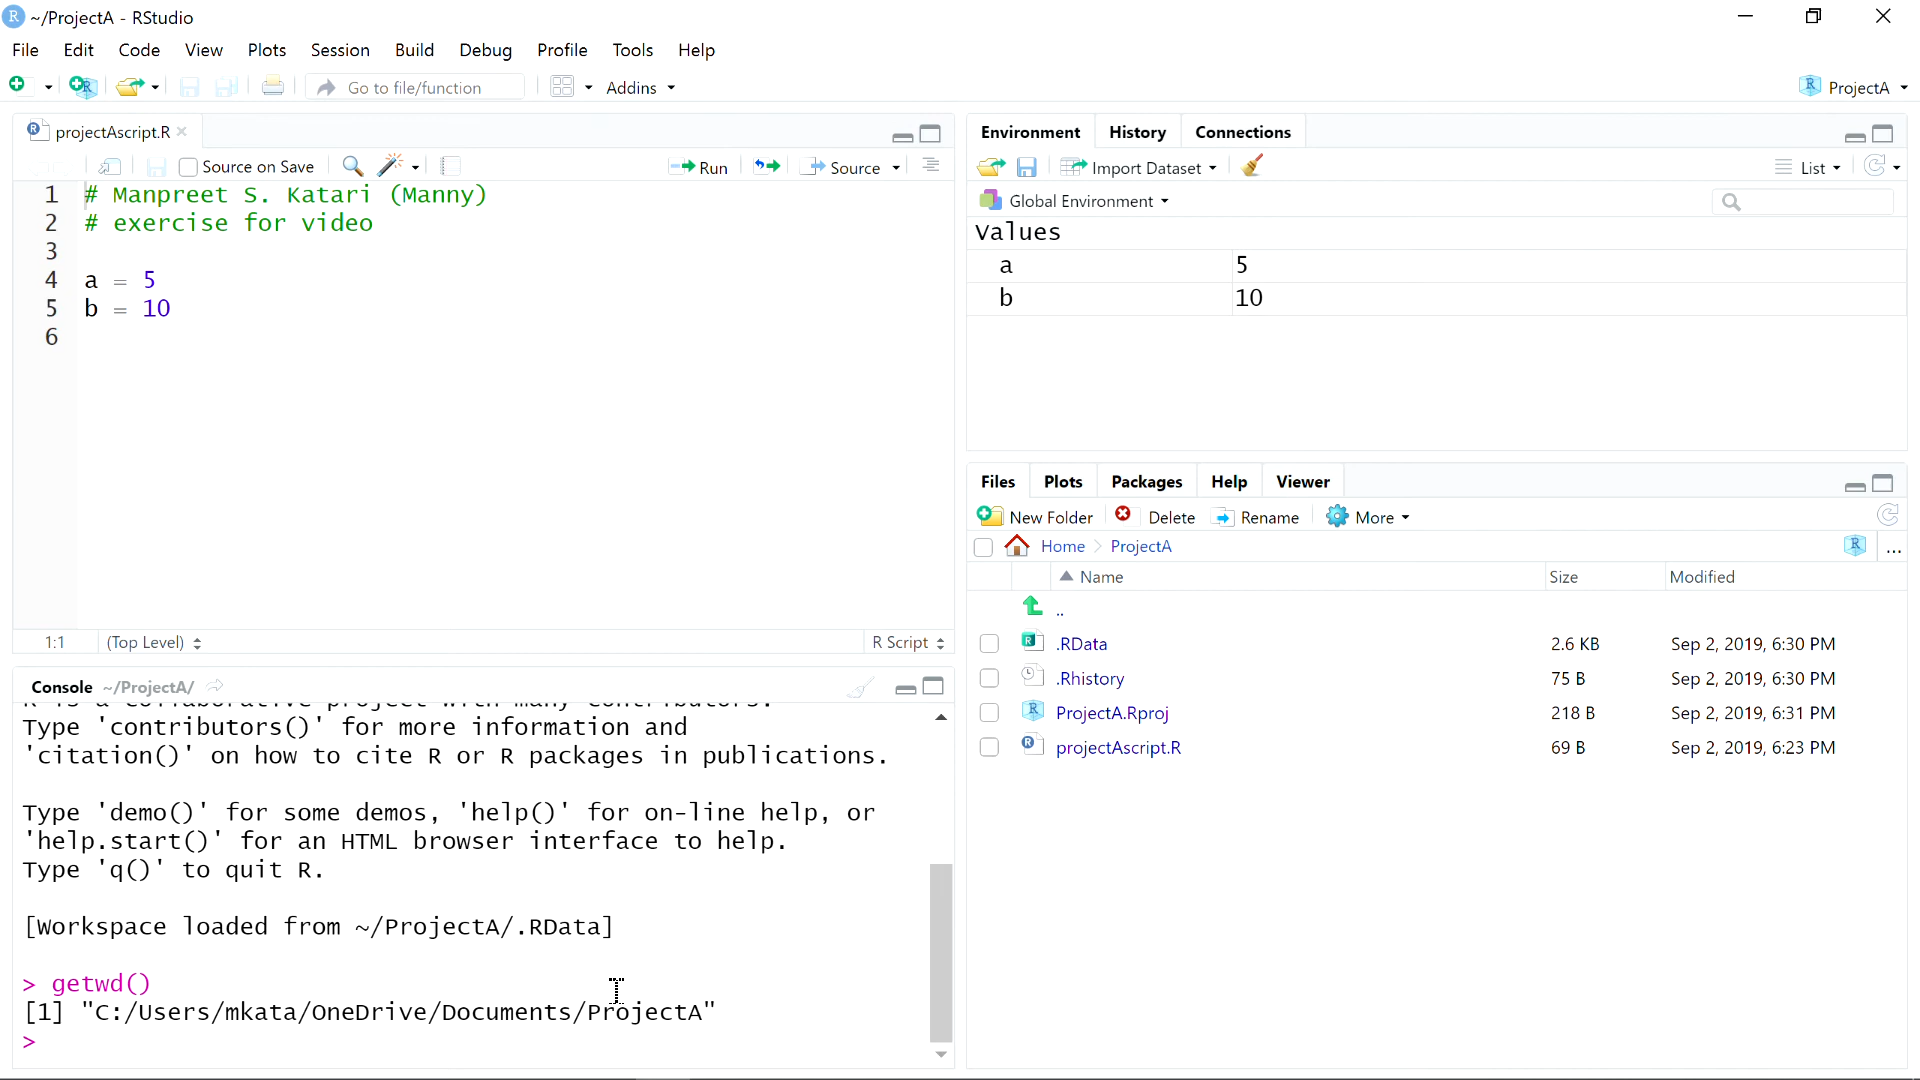 ~/ProjectA - RStudio
File Edit Code View Plots Session Build Debug Profile Tools Help
Go to file/function Addins ProjectA
projectAscript.R
Source on Save Run Source
1 # Manpreet S. Katari (Manny)
2 # exercise for video
3
4 a = 5
5 b = 10
6
1:1 (Top Level) R Script
Console ~/ProjectA/
R is a collaborative project with many contributors.
Type 'contributors()' for more information and
'citation()' on how to cite R or R packages in publications.
Type 'demo()' for some demos, 'help()' for on-line help, or
'help.start()' for an HTML browser interface to help.
Type 'q()' to quit R.
[Workspace loaded from ~/ProjectA/.RData]
> getwd()
[1] "C:/Users/mkata/OneDrive/Documents/ProjectA"
>
Environment History Connections
Import Dataset List
Global Environment
Values
a 5
b 10
Files Plots Packages Help Viewer
New Folder Delete Rename More
Home ProjectA ...
Name Size Modified
..
.RData 2.6 KB Sep 2, 2019, 6:30 PM
.Rhistory 75 B Sep 2, 2019, 6:30 PM
ProjectA.Rproj 218 B Sep 2, 2019, 6:31 PM
projectAscript.R 69 B Sep 2, 2019, 6:23 PM